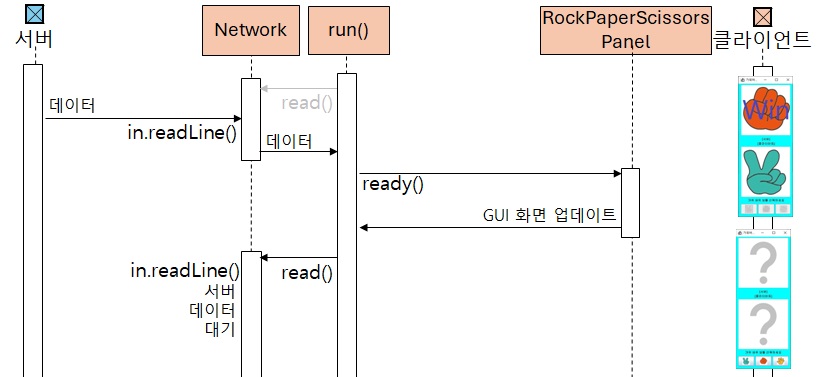 서버
Network
run()
RockPaperScissors
Panel
클라이언트
read()
데이터
in.readLine()
데이터
ready()
GUI 화면 업데이트
in.readLine()
read()
서버
데이터
대기
Win